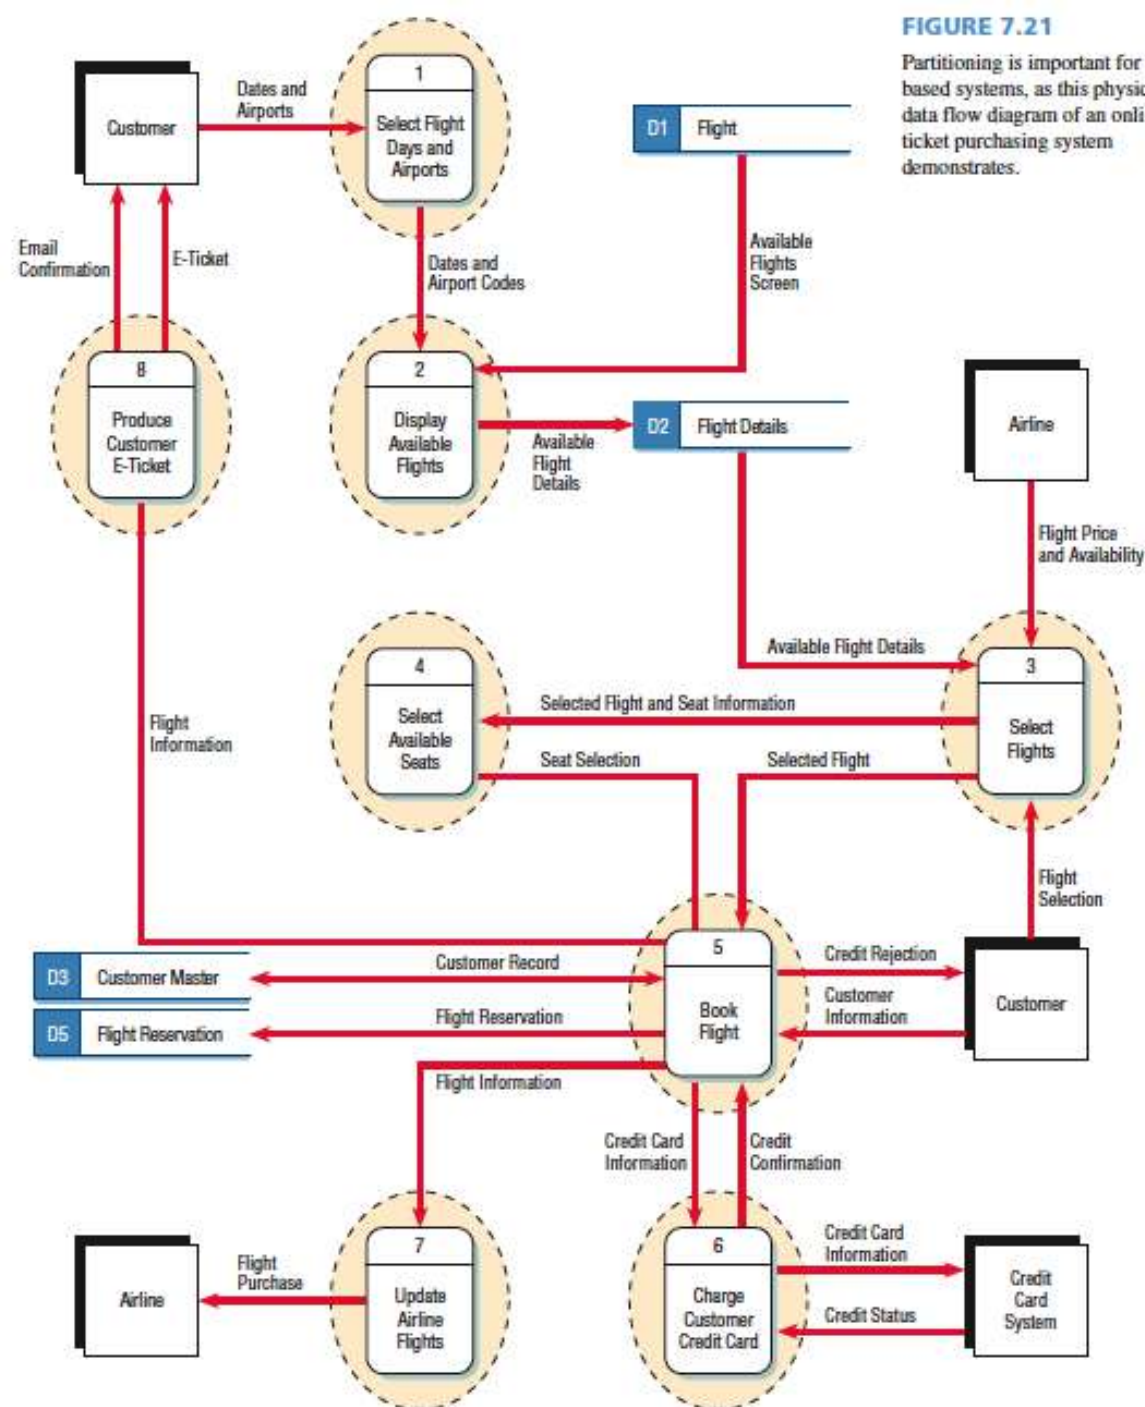 FIGURE 7.21
Partitioning is important for
based systems, as this physic
data flow diagram of an onli
ticket purchasing system
demonstrates.
Customer
Dates and
Airports
1
Select Flight
Days and
Airports
D1
Flight
Email
Confirmation
E-Ticket
Dates and
Airport Codes
Available
Flights
Screen
8
Produce
Customer
E-Ticket
2
Display
Available
Flights
Available
Flight
Details
D2
Flight Details
Airline
Flight Price
and Availability
Available Flight Details
3
Select
Flights
4
Select
Available
Seats
Selected Flight and Seat Information
Seat Selection
Selected Flight
Flight
Information
Flight
Selection
D3
Customer Master
Customer Record
5
Book
Flight
Credit Rejection
Customer
Information
Customer
D5
Flight Reservation
Flight Reservation
Flight Information
Credit Card
Information
Credit
Confirmation
Airline
Flight
Purchase
7
Update
Airline
Flights
6
Charge
Customer
Credit Card
Credit Card
Information
Credit Status
Credit
Card
System